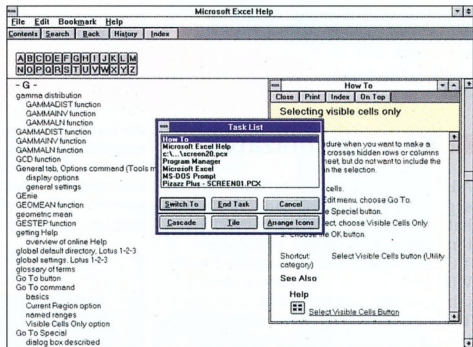 Microsoft Excel Help
File Edit Bookmark Help
Contents Search Back History Index
A B C D E F G H I J K L M
N O P Q R S T U V W X Y Z
- G -
gamma distribution
GAMMADIST function
GAMMAINV function
GAMMALN function
GAMMADIST function
GAMMAINV function
GAMMALN function
GCD function
General tab, Options command (Tools m
display options
general settings
GEnie
GEOMEAN function
geometric mean
GESTEP function
getting Help
overview of online Help
global default directory, Lotus 1-2-3
global settings, Lotus 1-2-3
glossary of terms
Go To button
Go To command
basics
Current Region option
named ranges
Visible Cells Only option
Go To Special
dialog box described
How To
Close Print Index On Top
Selecting visible cells only
dure when you want to make a
t crosses hidden rows or columns
heet, but do not want to include the
n the selection.
cells.
Edit menu, choose Go To.
e Special button.
ect, choose Visible Cells Only.
the OK button.
Shortcut: Select Visible Cells button (Utility
category)
See Also
Help
Select Visible Cells Button
Task List
How To
Microsoft Excel Help
c:\...\screen20.pcx
Program Manager
Microsoft Excel
MS-DOS Prompt
Pizazz Plus - SCREEN01.PCX
Switch To End Task Cancel
Cascade Tile Arrange Icons